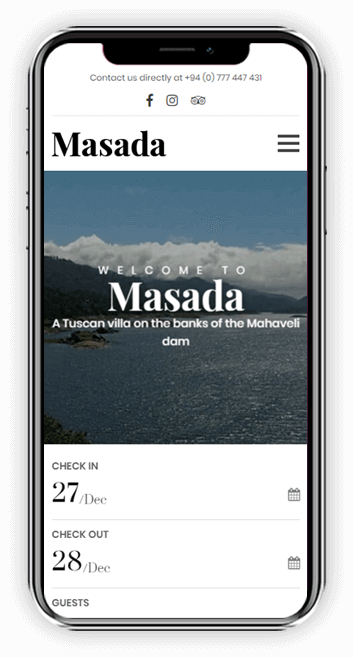 Contact us directly at +94 (0) 777 447 431
Masada
WELCOME TO
Masada
A Tuscan villa on the banks of the Mahaveli
dam
CHECK IN
27/Dec
CHECK OUT
28/Dec
GUESTS